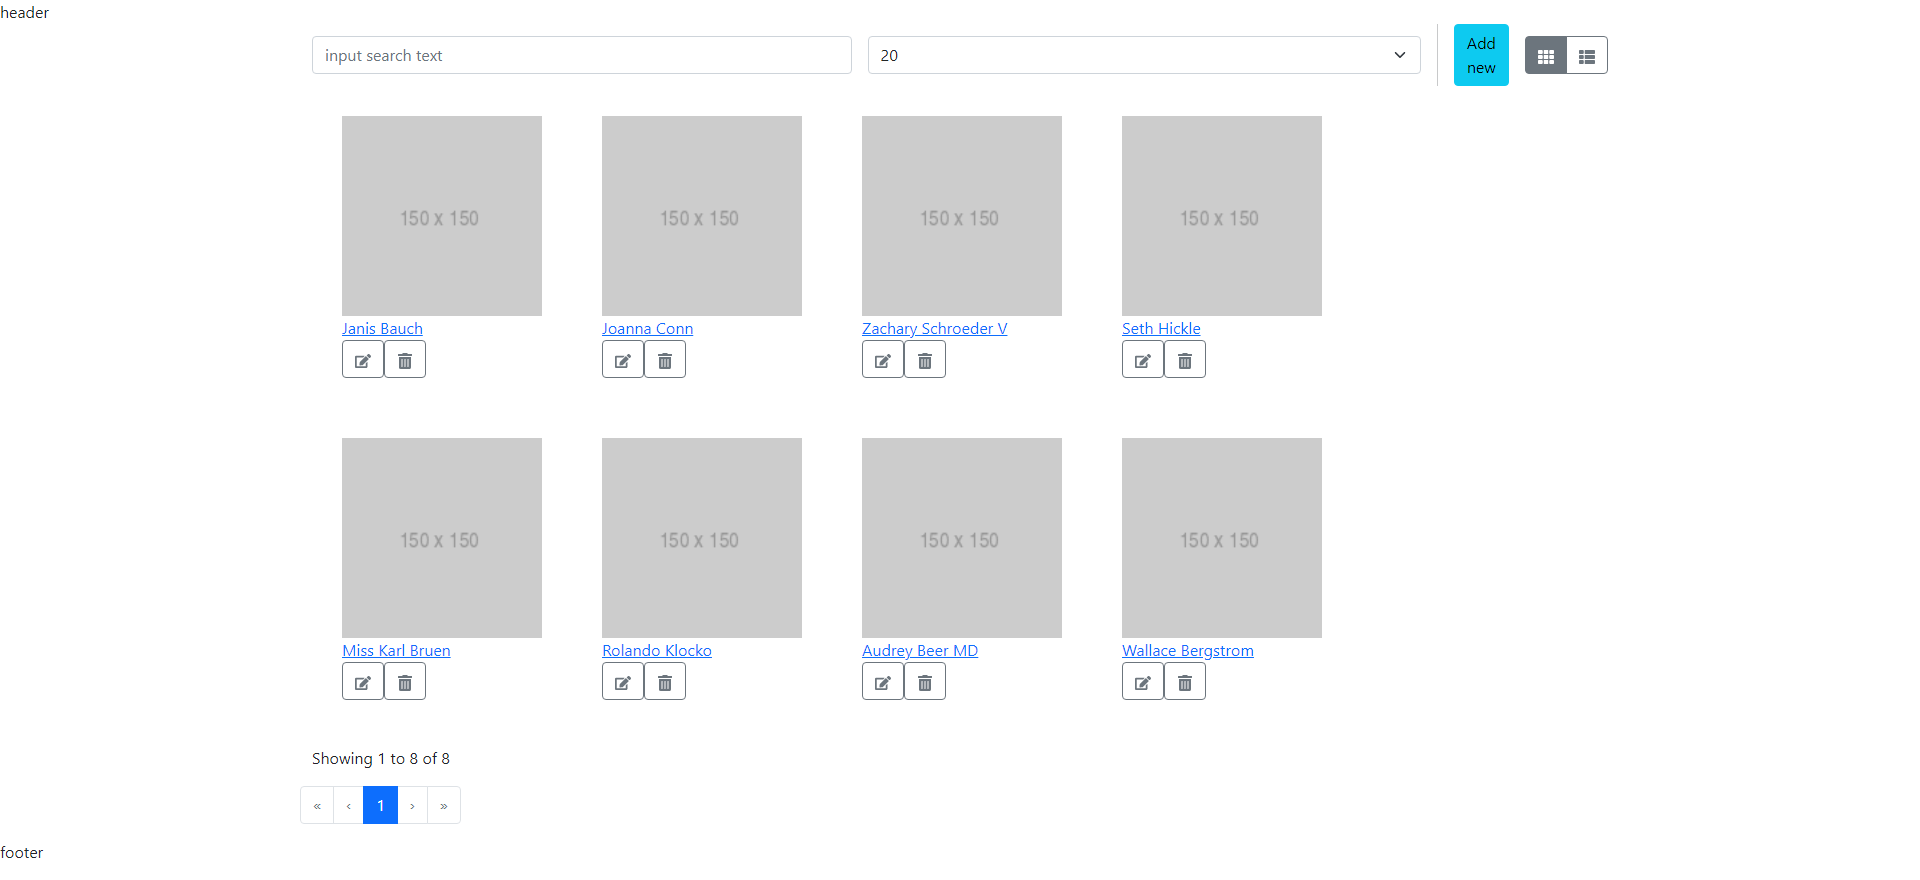 header
input search text
20
Add
new
150 x 150
150 x 150
150 x 150
150 x 150
Janis Bauch
Joanna Conn
Zachary Schroeder V
Seth Hickle
150 x 150
150 x 150
150 x 150
150 x 150
Miss Karl Bruen
Rolando Klocko
Audrey Beer MD
Wallace Bergstrom
Showing 1 to 8 of 8
« ‹ 1 › »
footer